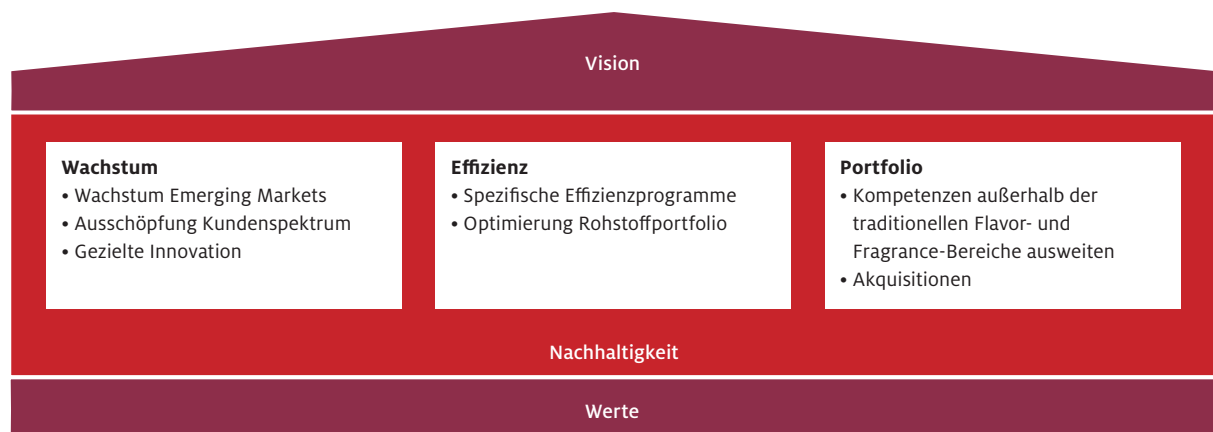 Vision
Wachstum
• Wachstum Emerging Markets
• Ausschöpfung Kundenspektrum
• Gezielte Innovation
Effizienz
• Spezifische Effizienzprogramme
• Optimierung Rohstoffportfolio
Portfolio
• Kompetenzen außerhalb der
traditionellen Flavor- und
Fragrance-Bereiche ausweiten
• Akquisitionen
Nachhaltigkeit
Werte